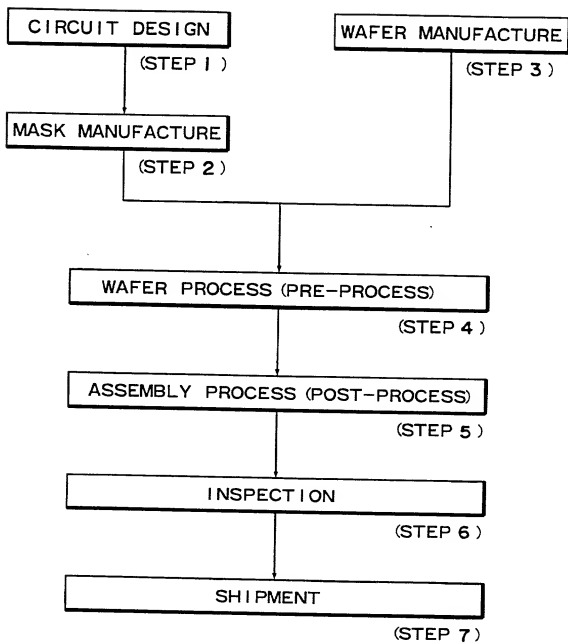 CIRCUIT DESIGN
(STEP 1)
WAFER MANUFACTURE
(STEP 3)
MASK MANUFACTURE
(STEP 2)
WAFER PROCESS (PRE-PROCESS)
(STEP 4)
ASSEMBLY PROCESS (POST-PROCESS)
(STEP 5)
INSPECTION
(STEP 6)
SHIPMENT
(STEP 7)